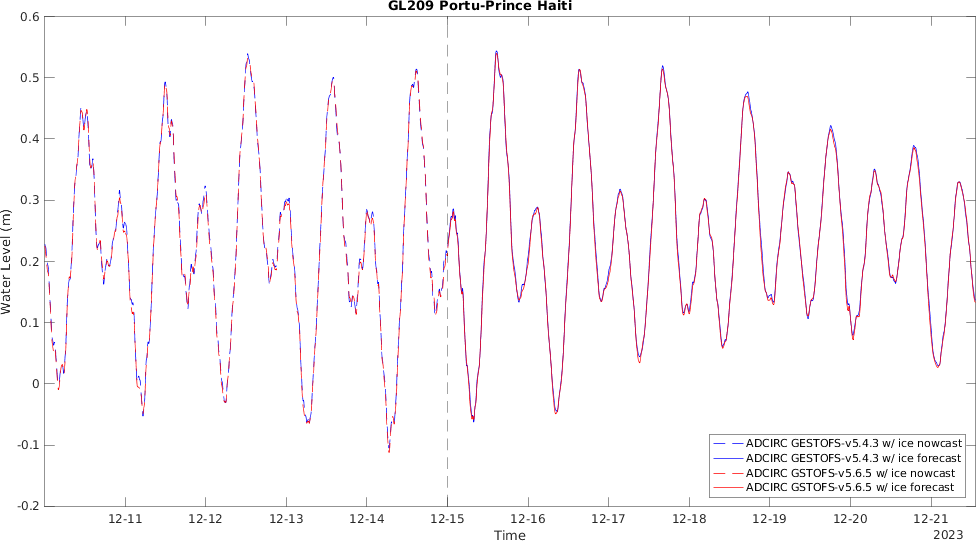 GL209 Portu-Prince Haiti
0.6
0.5
0.4
0.3
0.2
0.1
0
-0.1
-0.2
Water Level (m)
ADCIRC GESTOFS-v5.4.3 w/ ice nowcast
ADCIRC GESTOFS-v5.4.3 w/ ice forecast
ADCIRC GSTOFS-v5.6.5 w/ ice nowcast
ADCIRC GSTOFS-v5.6.5 w/ ice forecast
12-11 12-12 12-13 12-14 12-15 12-16 12-17 12-18 12-19 12-20 12-21
Time
2023